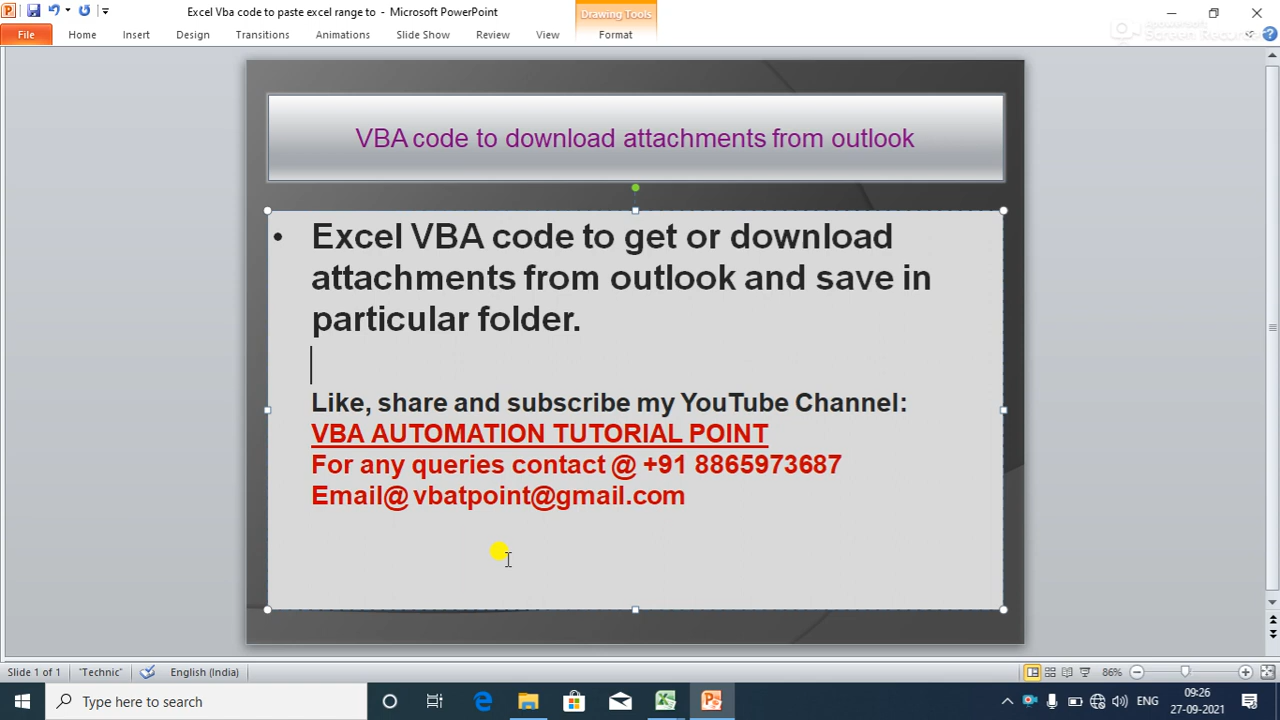 Excel Vba code to paste excel range to - Microsoft PowerPoint
Drawing Tools
File Home Insert Design Transitions Animations Slide Show Review View Format
VBA code to download attachments from outlook
• Excel VBA code to get or download
attachments from outlook and save in
particular folder.
Like, share and subscribe my YouTube Channel:
VBA AUTOMATION TUTORIAL POINT
For any queries contact @ +91 8865973687
Email@ vbatpoint@gmail.com
Slide 1 of 1 "Technic" English (India) 86%
Type here to search
ENG
09:26
27-09-2021